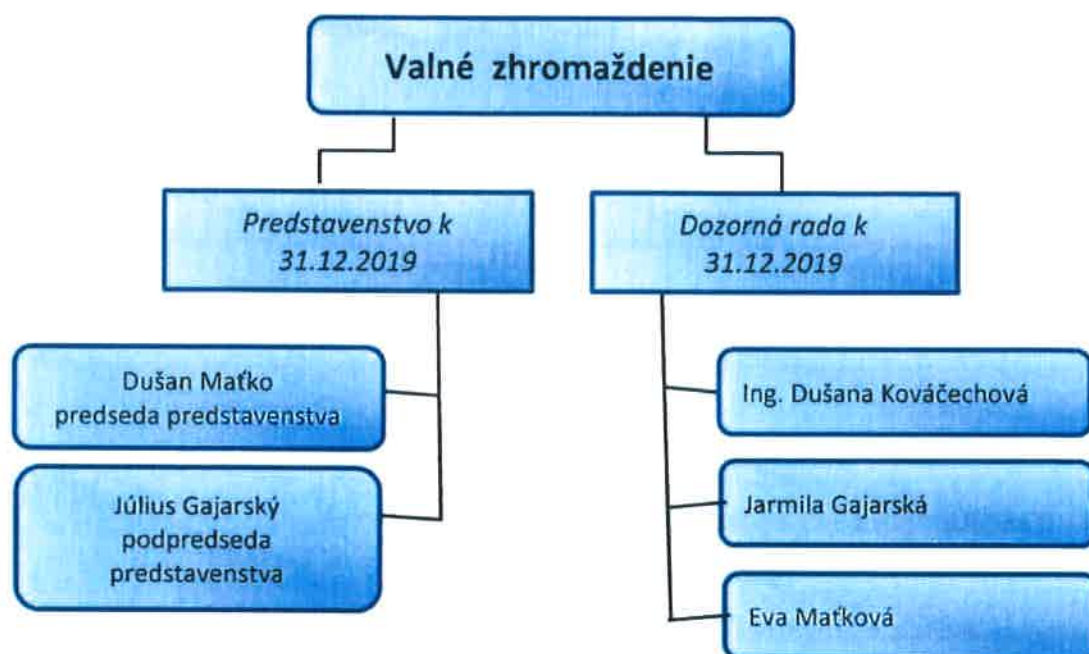 Valné zhromaždenie
Predstavenstvo k
31.12.2019
Dozorná rada k
31.12.2019
Dušan Maťko
predseda predstavenstva
Július Gajarský
podpredseda
predstavenstva
Ing. Dušana Kováčechová
Jarmila Gajarská
Eva Maťková